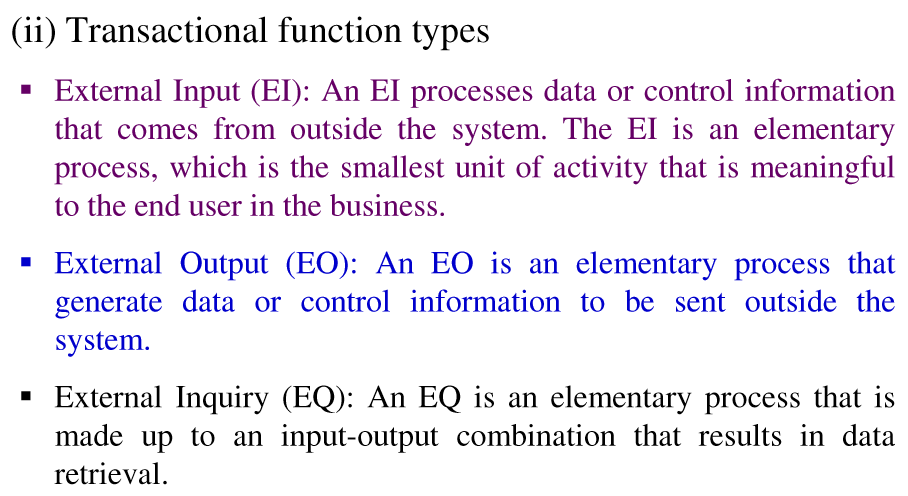 (ii) Transactional function types
▪ External Input (EI): An EI processes data or control information
that comes from outside the system. The EI is an elementary
process, which is the smallest unit of activity that is meaningful
to the end user in the business.
▪ External Output (EO): An EO is an elementary process that
generate data or control information to be sent outside the
system.
▪ External Inquiry (EQ): An EQ is an elementary process that is
made up to an input-output combination that results in data
retrieval.